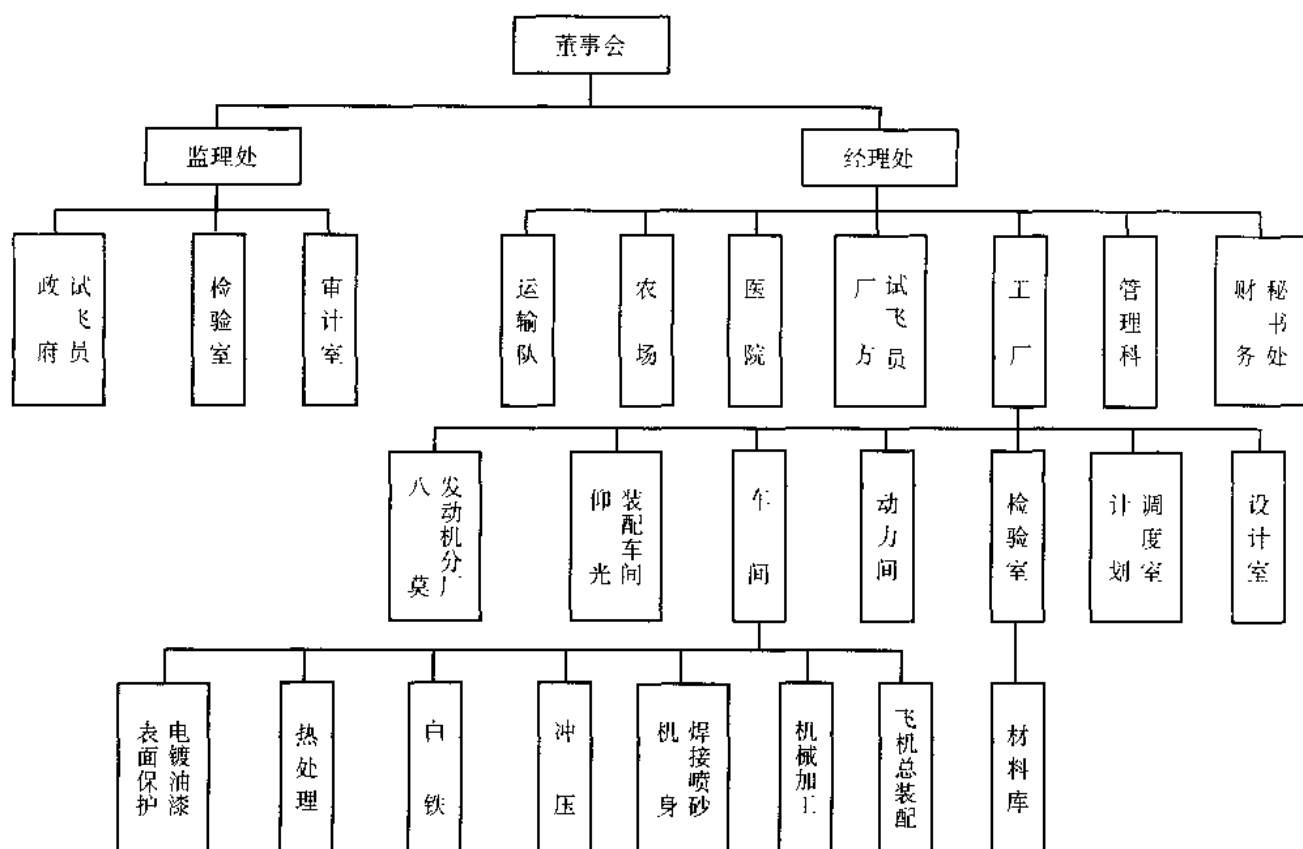 董事会
监理处
经理处
政府
试飞员
检验室
审计室
运输队
农场
医院
厂方
试飞员
工厂
管理科
财务
秘书处
八莫
发动机分厂
仰光
装配车间
车间
动力间
检验室
计划
调度室
设计室
表面保护
电镀油漆
热处理
白铁
冲压
机身
焊接喷砂
机械加工
飞机总装配
材料库